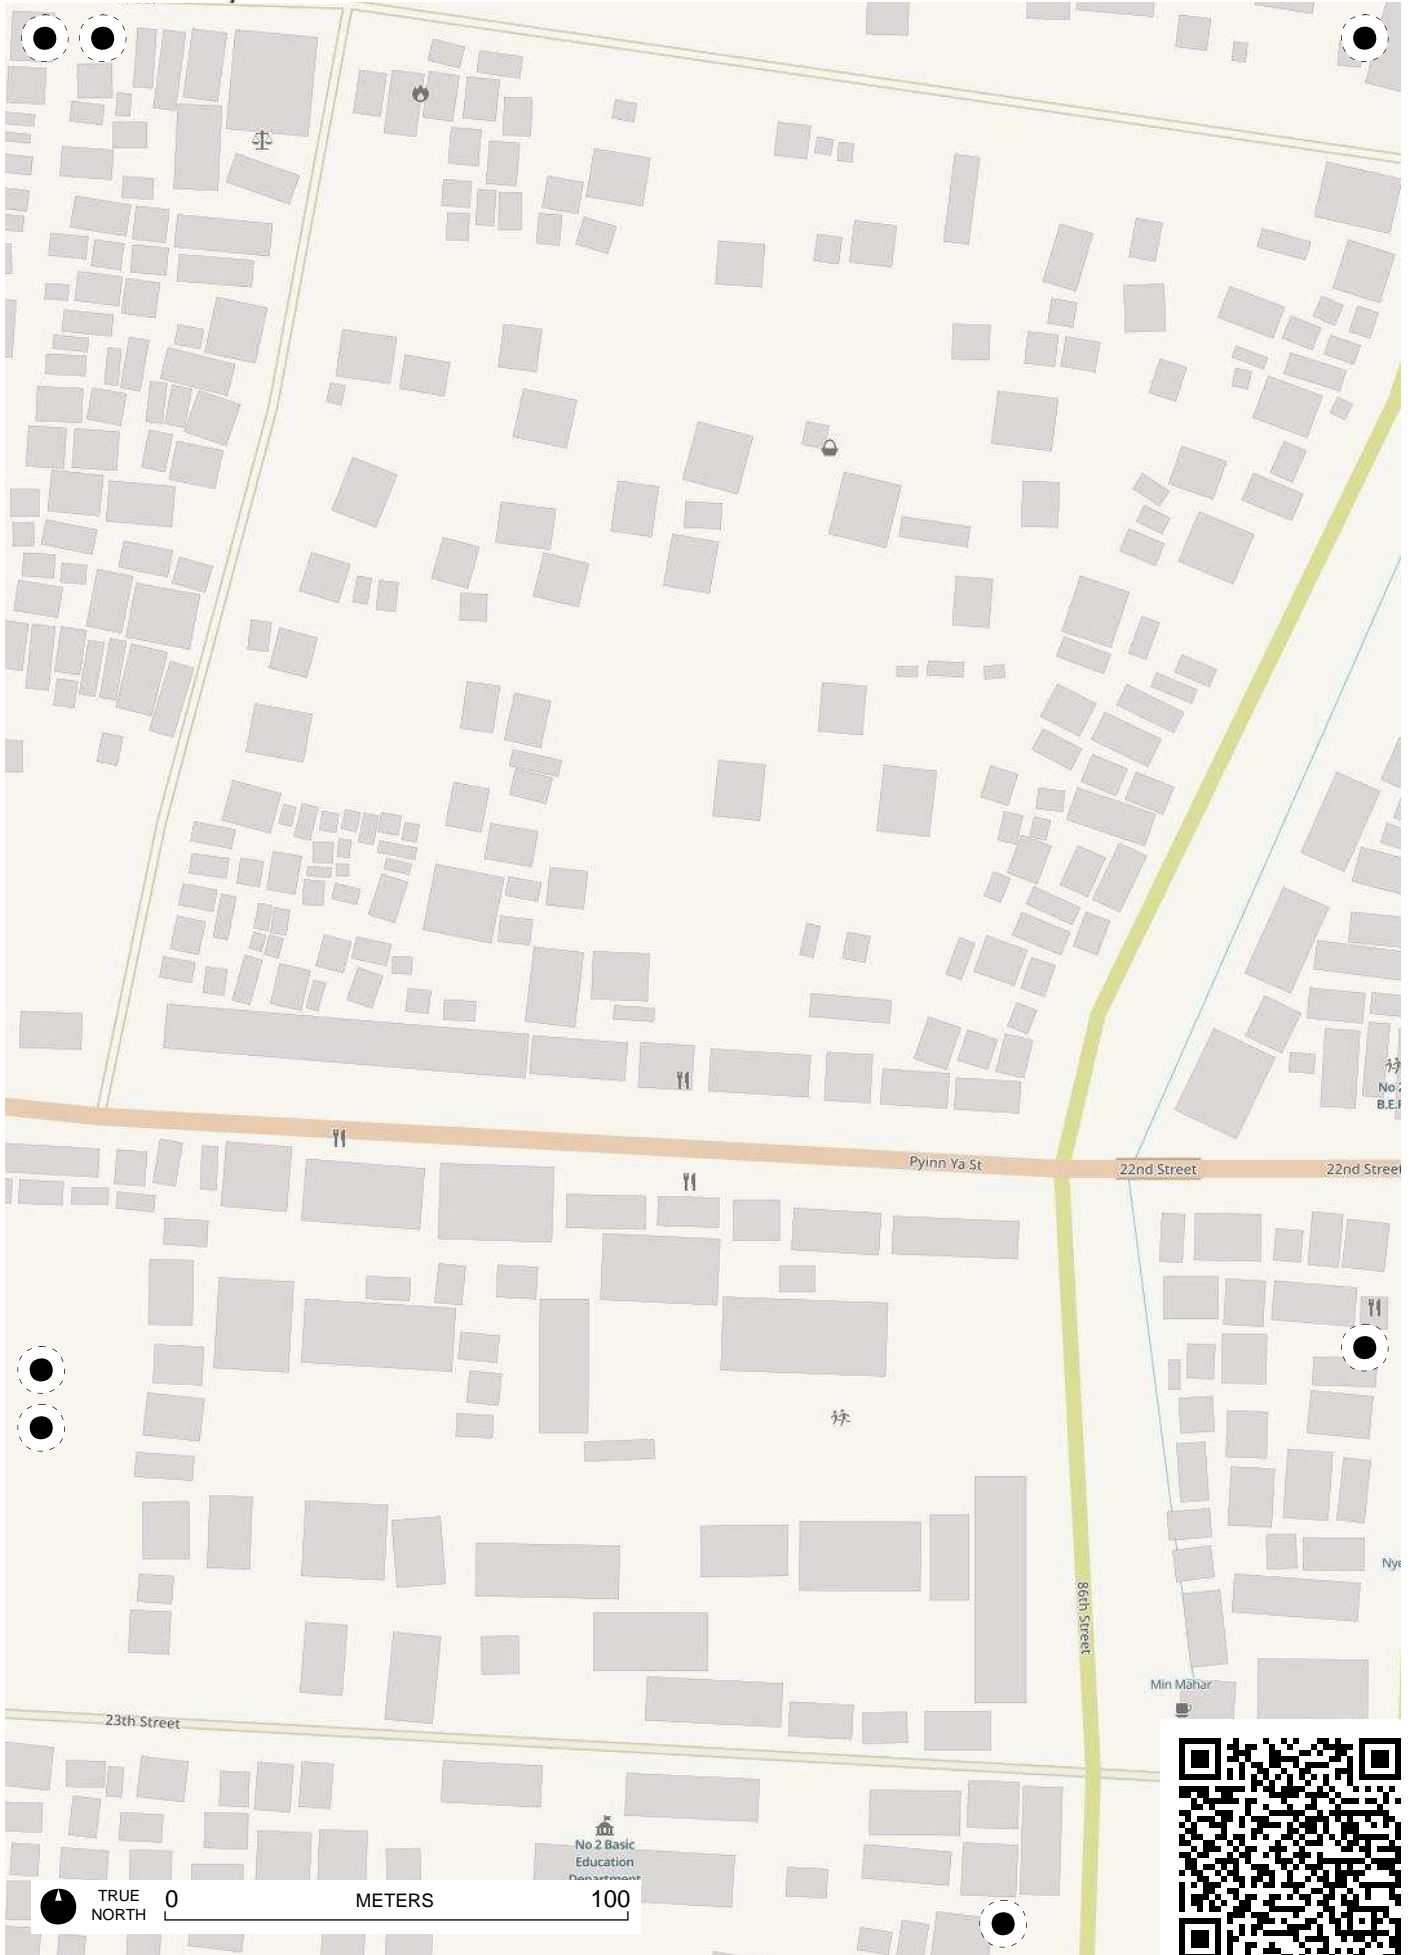 Pyinn Ya St
22nd Street
22nd Street
86th Street
Min Mahar
23th Street
No 2 Basic
Education
Department
TRUE
NORTH
0
METERS
100